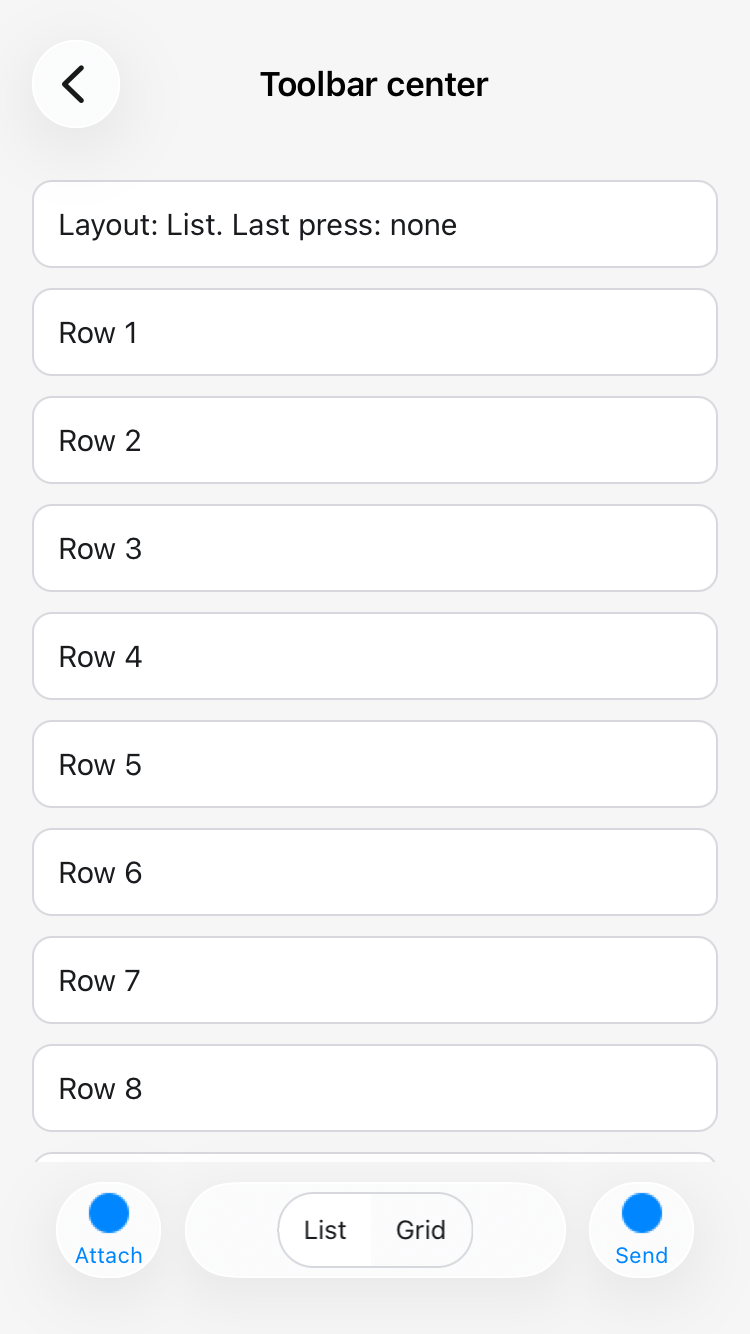 Toolbar center
Layout: List. Last press: none
Row 1
Row 2
Row 3
Row 4
Row 5
Row 6
Row 7
Row 8
List Grid
Attach Send